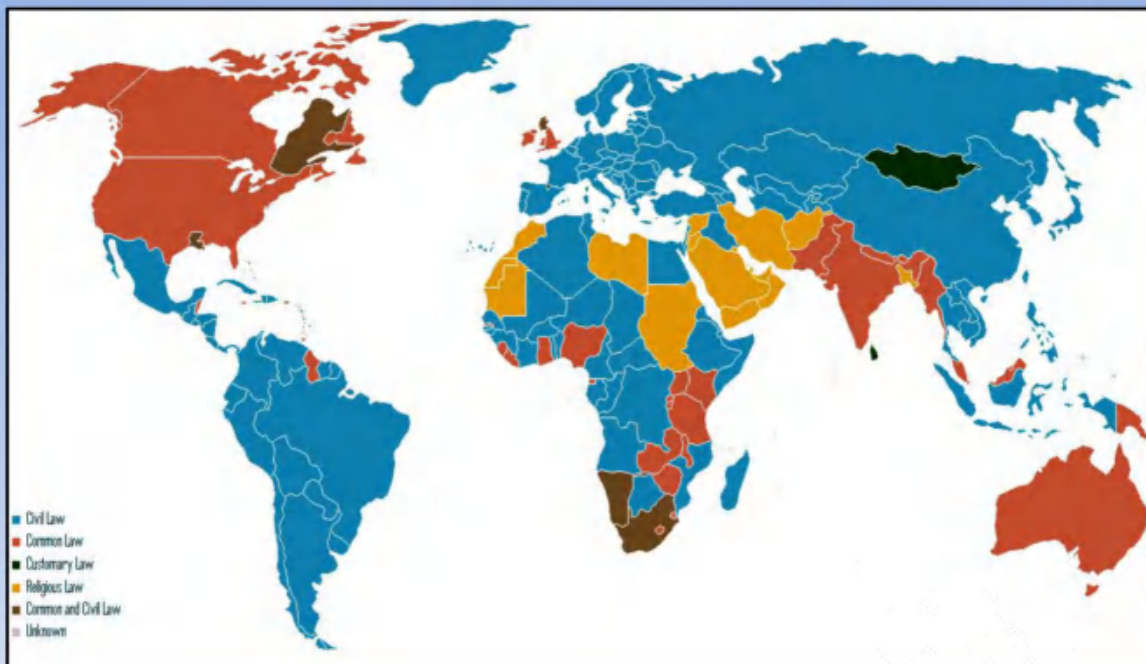 Civil Law
Common Law
Customary Law
Religious Law
Common and Civil Law
Unknown